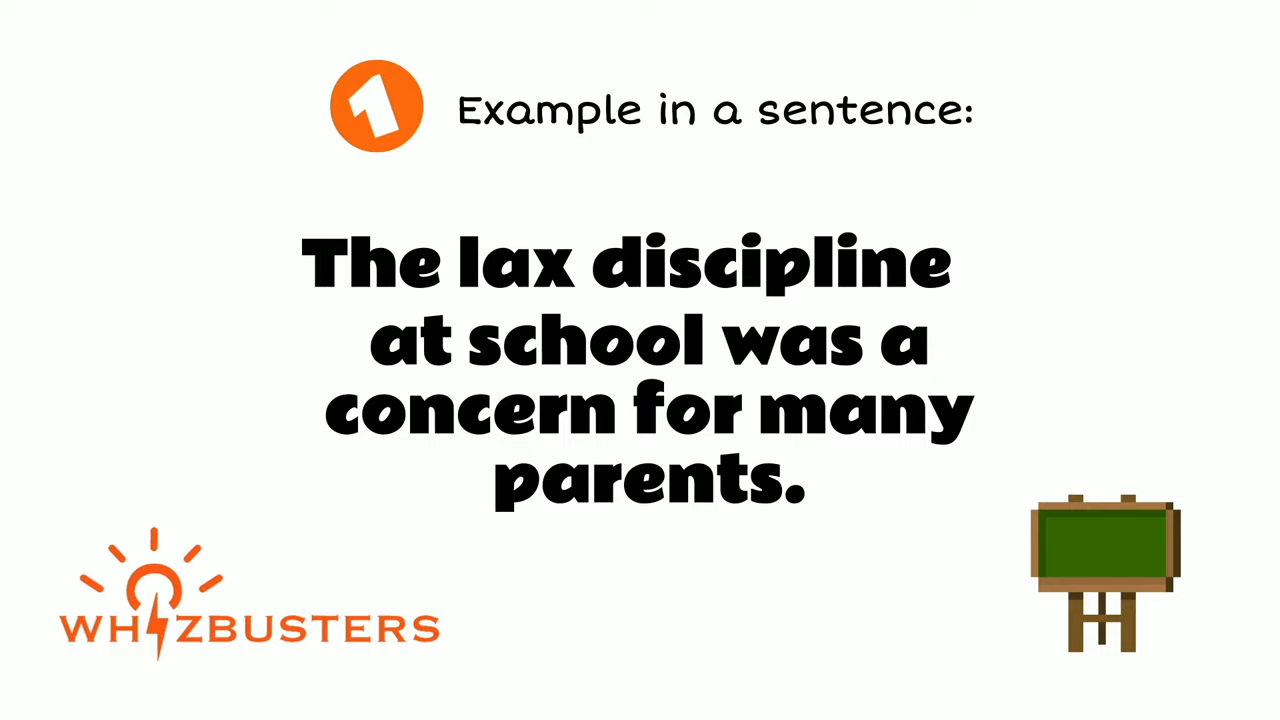 1 Example in a sentence:
The lax discipline
at school was a
concern for many
parents.
WHIZBUSTERS